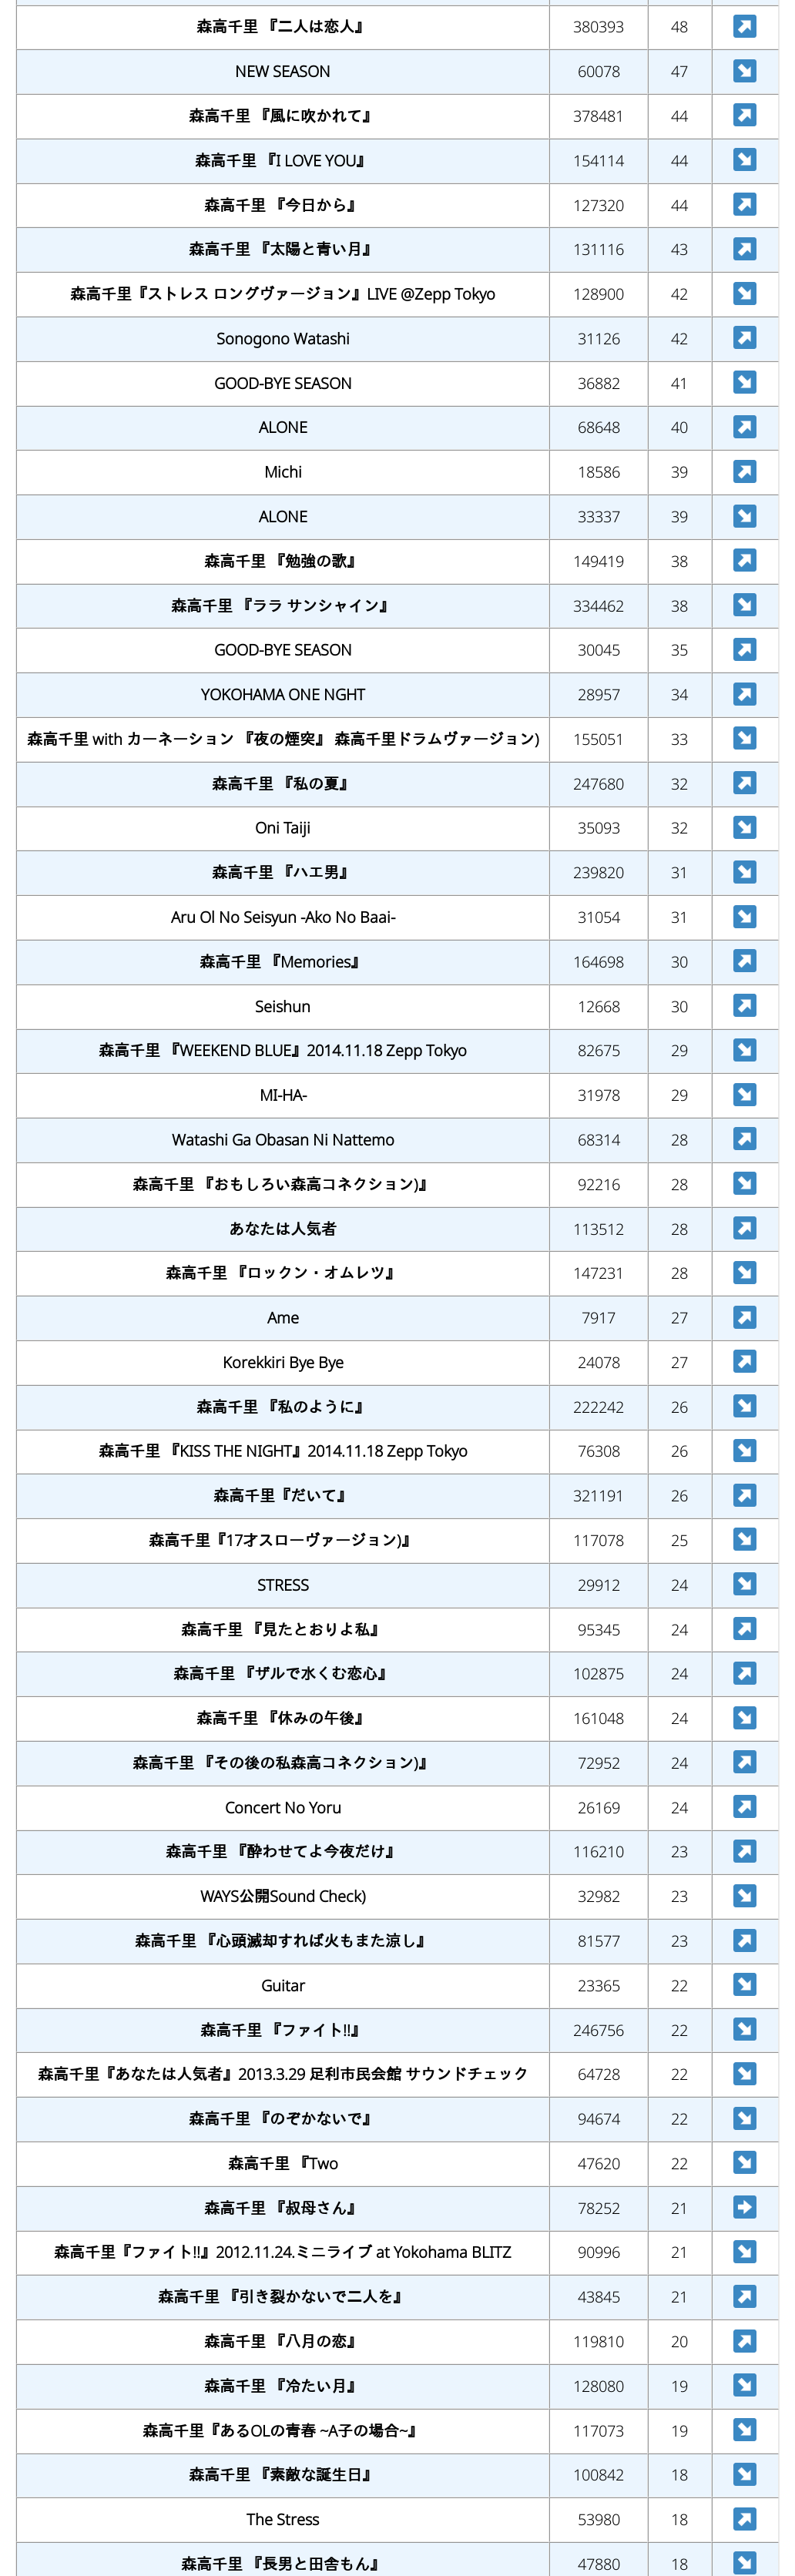 森高千里 『二人は恋人』 380393 48 ↗
NEW SEASON 60078 47 ↘
森高千里 『風に吹かれて』 378481 44 ↗
森高千里 『I LOVE YOU』 154114 44 ↘
森高千里 『今日から』 127320 44 ↗
森高千里 『太陽と青い月』 131116 43 ↗
森高千里『ストレス ロングヴァージョン』LIVE @Zepp Tokyo 128900 42 ↘
Sonogono Watashi 31126 42 ↗
GOOD-BYE SEASON 36882 41 ↘
ALONE 68648 40 ↗
Michi 18586 39 ↗
ALONE 33337 39 ↘
森高千里 『勉強の歌』 149419 38 ↗
森高千里 『ララ サンシャイン』 334462 38 ↘
GOOD-BYE SEASON 30045 35 ↗
YOKOHAMA ONE NGHT 28957 34 ↗
森高千里 with カーネーション 『夜の煙突』 森高千里ドラムヴァージョン) 155051 33 ↘
森高千里 『私の夏』 247680 32 ↗
Oni Taiji 35093 32 ↘
森高千里 『ハエ男』 239820 31 ↘
Aru Ol No Seisyun -Ako No Baai- 31054 31 ↘
森高千里 『Memories』 164698 30 ↗
Seishun 12668 30 ↗
森高千里 『WEEKEND BLUE』2014.11.18 Zepp Tokyo 82675 29 ↘
MI-HA- 31978 29 ↘
Watashi Ga Obasan Ni Nattemo 68314 28 ↗
森高千里 『おもしろい森高コネクション)』 92216 28 ↘
あなたは人気者 113512 28 ↗
森高千里 『ロックン・オムレツ』 147231 28 ↘
Ame 7917 27 ↗
Korekkiri Bye Bye 24078 27 ↗
森高千里 『私のように』 222242 26 ↘
森高千里 『KISS THE NIGHT』2014.11.18 Zepp Tokyo 76308 26 ↘
森高千里『だいて』 321191 26 ↗
森高千里『17才スローヴァージョン)』 117078 25 ↘
STRESS 29912 24 ↘
森高千里 『見たとおりよ私』 95345 24 ↗
森高千里 『ザルで水くむ恋心』 102875 24 ↗
森高千里 『休みの午後』 161048 24 ↘
森高千里 『その後の私森高コネクション)』 72952 24 ↗
Concert No Yoru 26169 24 ↗
森高千里 『酔わせてよ今夜だけ』 116210 23 ↗
WAYS公開Sound Check) 32982 23 ↘
森高千里 『心頭滅却すれば火もまた涼し』 81577 23 ↗
Guitar 23365 22 ↘
森高千里 『ファイト!!』 246756 22 ↘
森高千里『あなたは人気者』2013.3.29 足利市民会館 サウンドチェック 64728 22 ↘
森高千里 『のぞかないで』 94674 22 ↘
森高千里 『Two 47620 22 ↘
森高千里 『叔母さん』 78252 21 ➡
森高千里『ファイト!!』2012.11.24.ミニライブ at Yokohama BLITZ 90996 21 ↘
森高千里 『引き裂かないで二人を』 43845 21 ↗
森高千里 『八月の恋』 119810 20 ↗
森高千里 『冷たい月』 128080 19 ↘
森高千里『あるOLの青春 ~A子の場合~』 117073 19 ↘
森高千里 『素敵な誕生日』 100842 18 ↘
The Stress 53980 18 ↗
森高千里 『長男と田舎もん』 47880 18 ↘